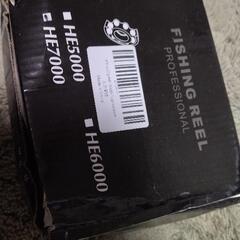 FISHING REEL
PROFESSIONAL
HE5000
HE7000
HE6000